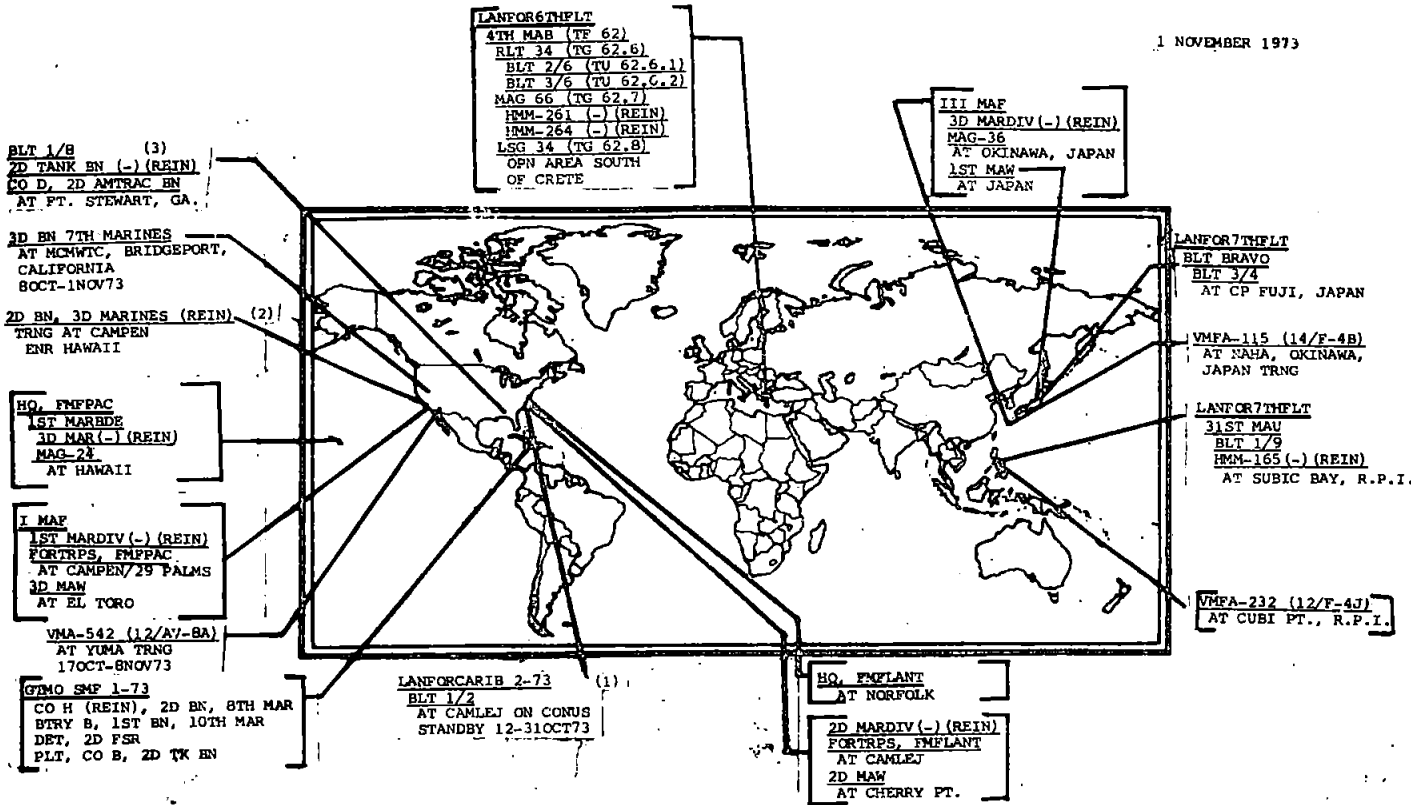 1 NOVEMBER 1973
LANFOR6THFLT
4TH MAB (TF 62)
RLT 34 (TG 62.6)
BLT 2/6 (TU 62.6.1)
BLT 3/6 (TU 62.6.2)
MAG 66 (TG 62.7)
HMM-261 (-)(REIN)
HMM-264 (-)(REIN)
LSG 34 (TG 62.8)
OPN AREA SOUTH
OF CRETE
III MAF
3D MARDIV(-)(REIN)
MAG-36
AT OKINAWA, JAPAN
1ST MAW
AT JAPAN
BLT 1/8 (3)
2D TANK BN (-)(REIN)
CO D, 2D AMTRAC BN
AT FT. STEWART, GA.
3D BN 7TH MARINES
AT MCMWTC, BRIDGEPORT,
CALIFORNIA
8OCT-1NOV73
2D BN, 3D MARINES (REIN) (2)
TRNG AT CAMPEN
ENR HAWAII
HQ, FMFPAC
1ST MARBDE
3D MAR(-)(REIN)
MAG-24
AT HAWAII
I MAF
1ST MARDIV(-)(REIN)
FORTRPS, FMFPAC
AT CAMPEN/29 PALMS
3D MAW
AT EL TORO
VMA-542 (12/AV-8A)
AT YUMA TRNG
17OCT-8NOV73
GTMO SMF 1-73
CO H (REIN), 2D BN, 8TH MAR
BTRY B, 1ST BN, 10TH MAR
DET, 2D FSR
PLT, CO B, 2D TK BN
LANFORCARIB 2-73 (1)
BLT 1/2
AT CAMLEJ ON CONUS
STANDBY 12-31OCT73
HQ, FMFLANT
AT NORFOLK
2D MARDIV(-)(REIN)
FORTRPS, FMFLANT
AT CAMLEJ
2D MAW
AT CHERRY PT.
LANFOR7THFLT
BLT BRAVO
BLT 3/4
AT CP FUJI, JAPAN
VMFA-115 (14/F-4B)
AT NAHA, OKINAWA,
JAPAN TRNG
LANFOR7THFLT
31ST MAU
BLT 1/9
HMM-165(-)(REIN)
AT SUBIC BAY, R.P.I.
VMFA-232 (12/F-4J)
AT CUBI PT., R.P.I.